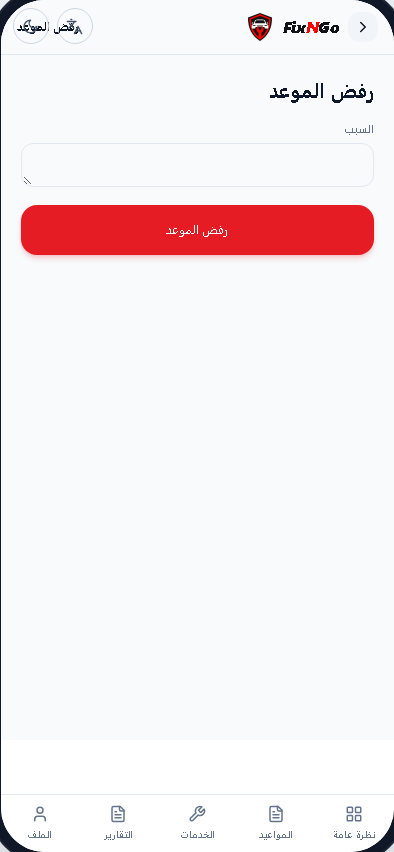 FixNGo
رفض الموعد
رفض الموعد
السبب
رفض الموعد
نظرة عامة
المواعيد
الخدمات
التقارير
الملف